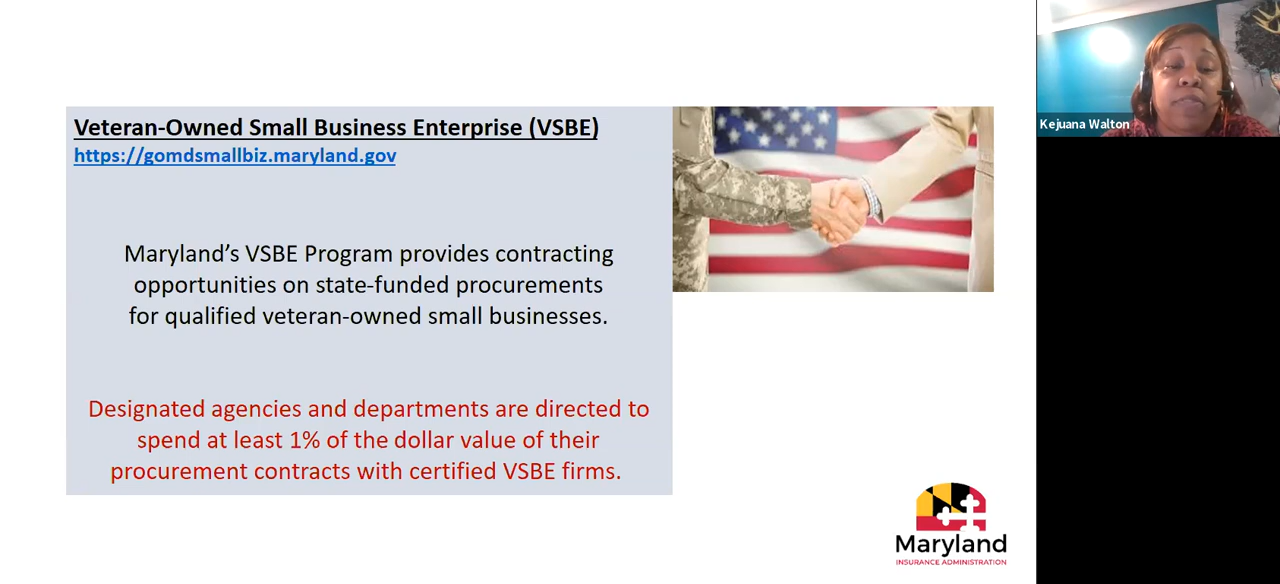 Veteran-Owned Small Business Enterprise (VSBE)
https://gomdsmallbiz.maryland.gov
Maryland’s VSBE Program provides contracting
opportunities on state-funded procurements
for qualified veteran-owned small businesses.
Designated agencies and departments are directed to
spend at least 1% of the dollar value of their
procurement contracts with certified VSBE firms.
Maryland
INSURANCE ADMINISTRATION
Kejuana Walton